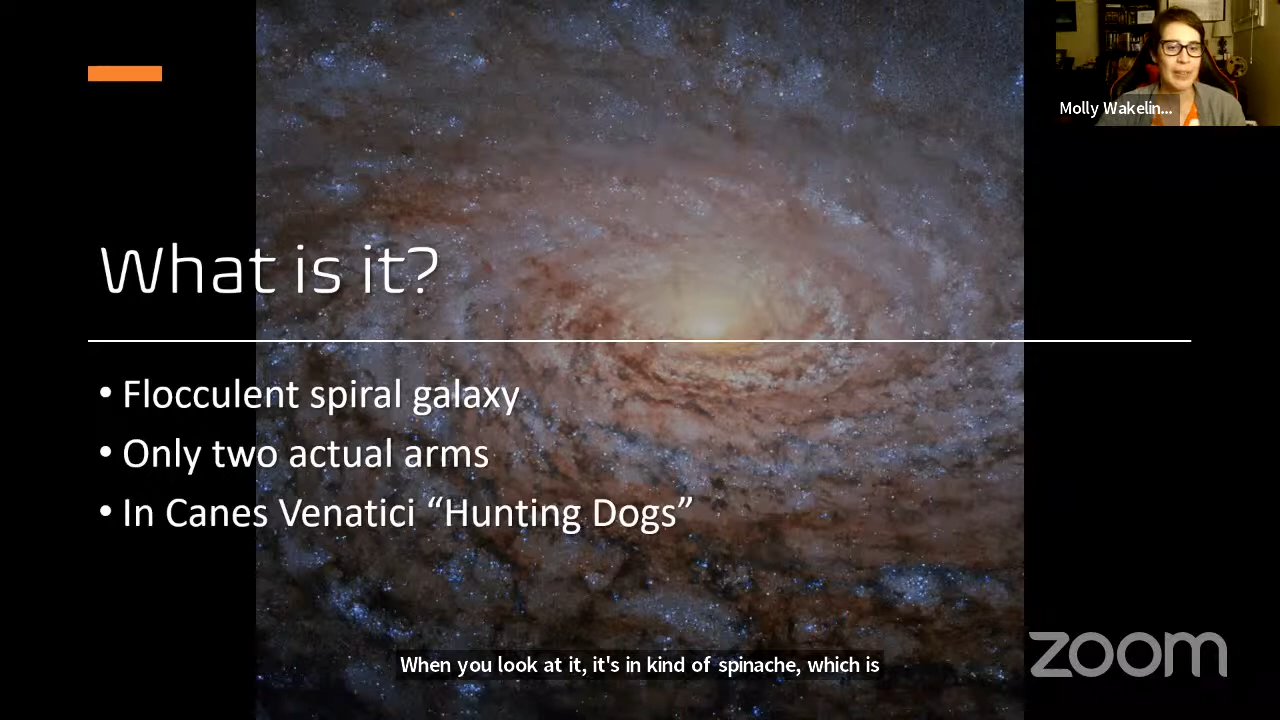 Molly Wakelin...
What is it?
• Flocculent spiral galaxy
• Only two actual arms
• In Canes Venatici “Hunting Dogs”
When you look at it, it's in kind of spinache, which is
zoom